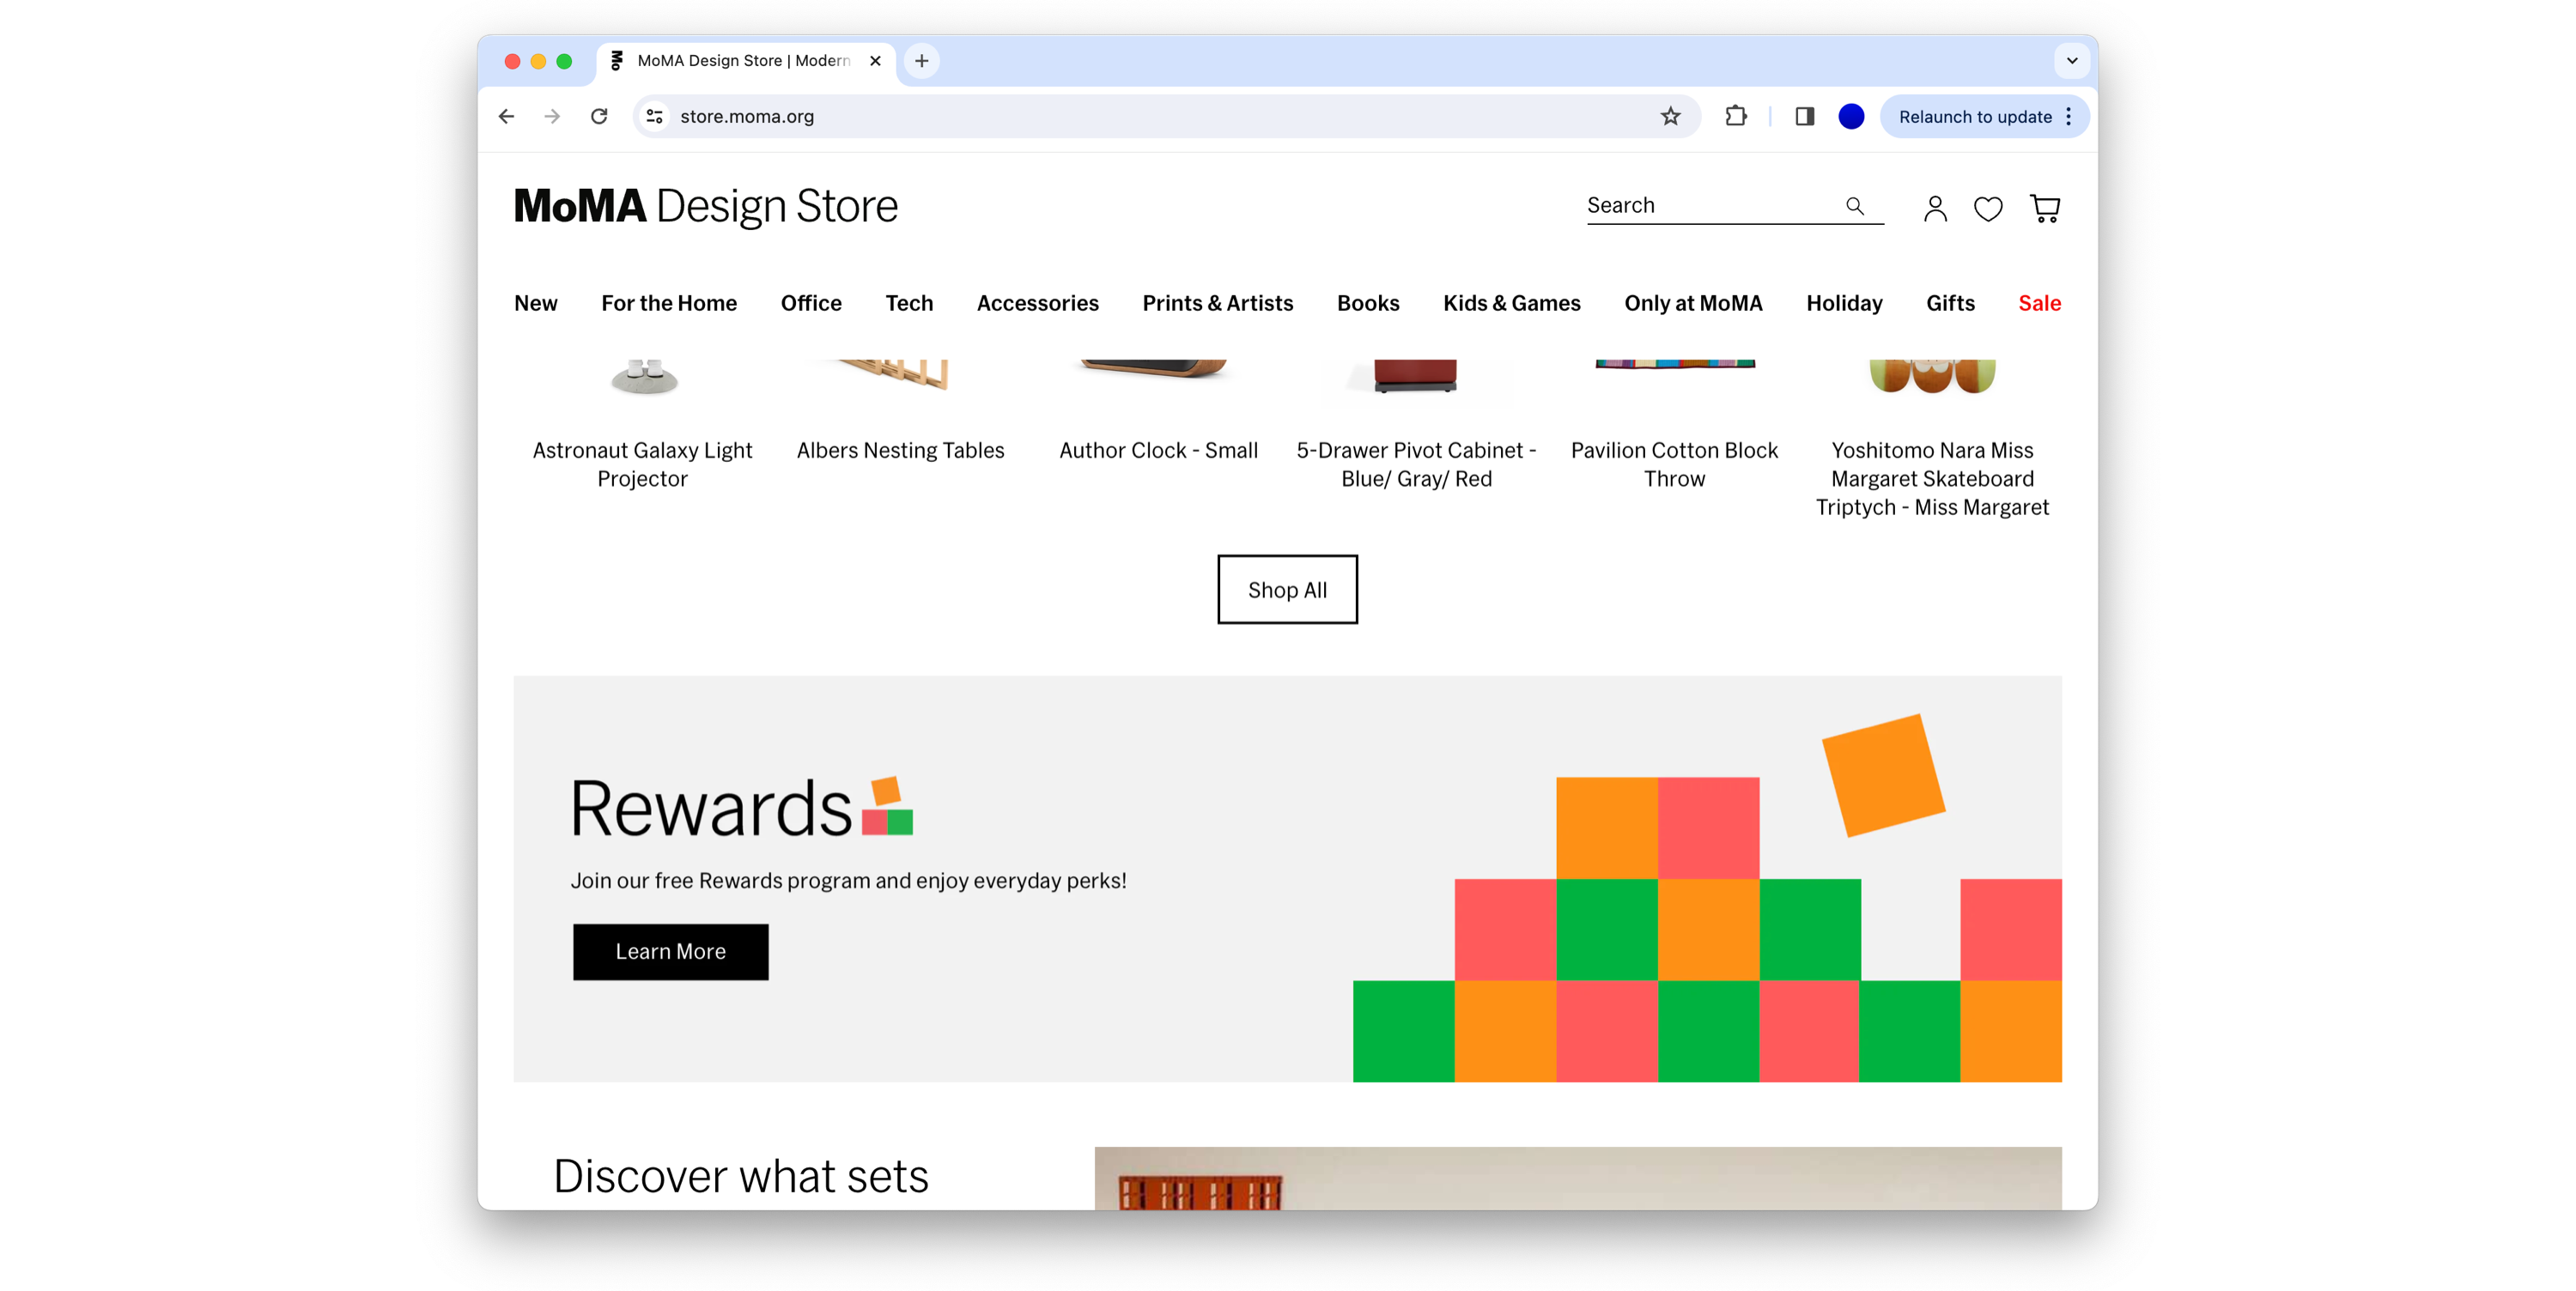 MoMA Design Store | Modern
store.moma.org
Relaunch to update
MoMA Design Store
Search
New For the Home Office Tech Accessories Prints & Artists Books Kids & Games Only at MoMA Holiday Gifts Sale
Astronaut Galaxy Light
Projector
Albers Nesting Tables
Author Clock - Small
5-Drawer Pivot Cabinet -
Blue/ Gray/ Red
Pavilion Cotton Block
Throw
Yoshitomo Nara Miss
Margaret Skateboard
Triptych - Miss Margaret
Shop All
Rewards
Join our free Rewards program and enjoy everyday perks!
Learn More
Discover what sets